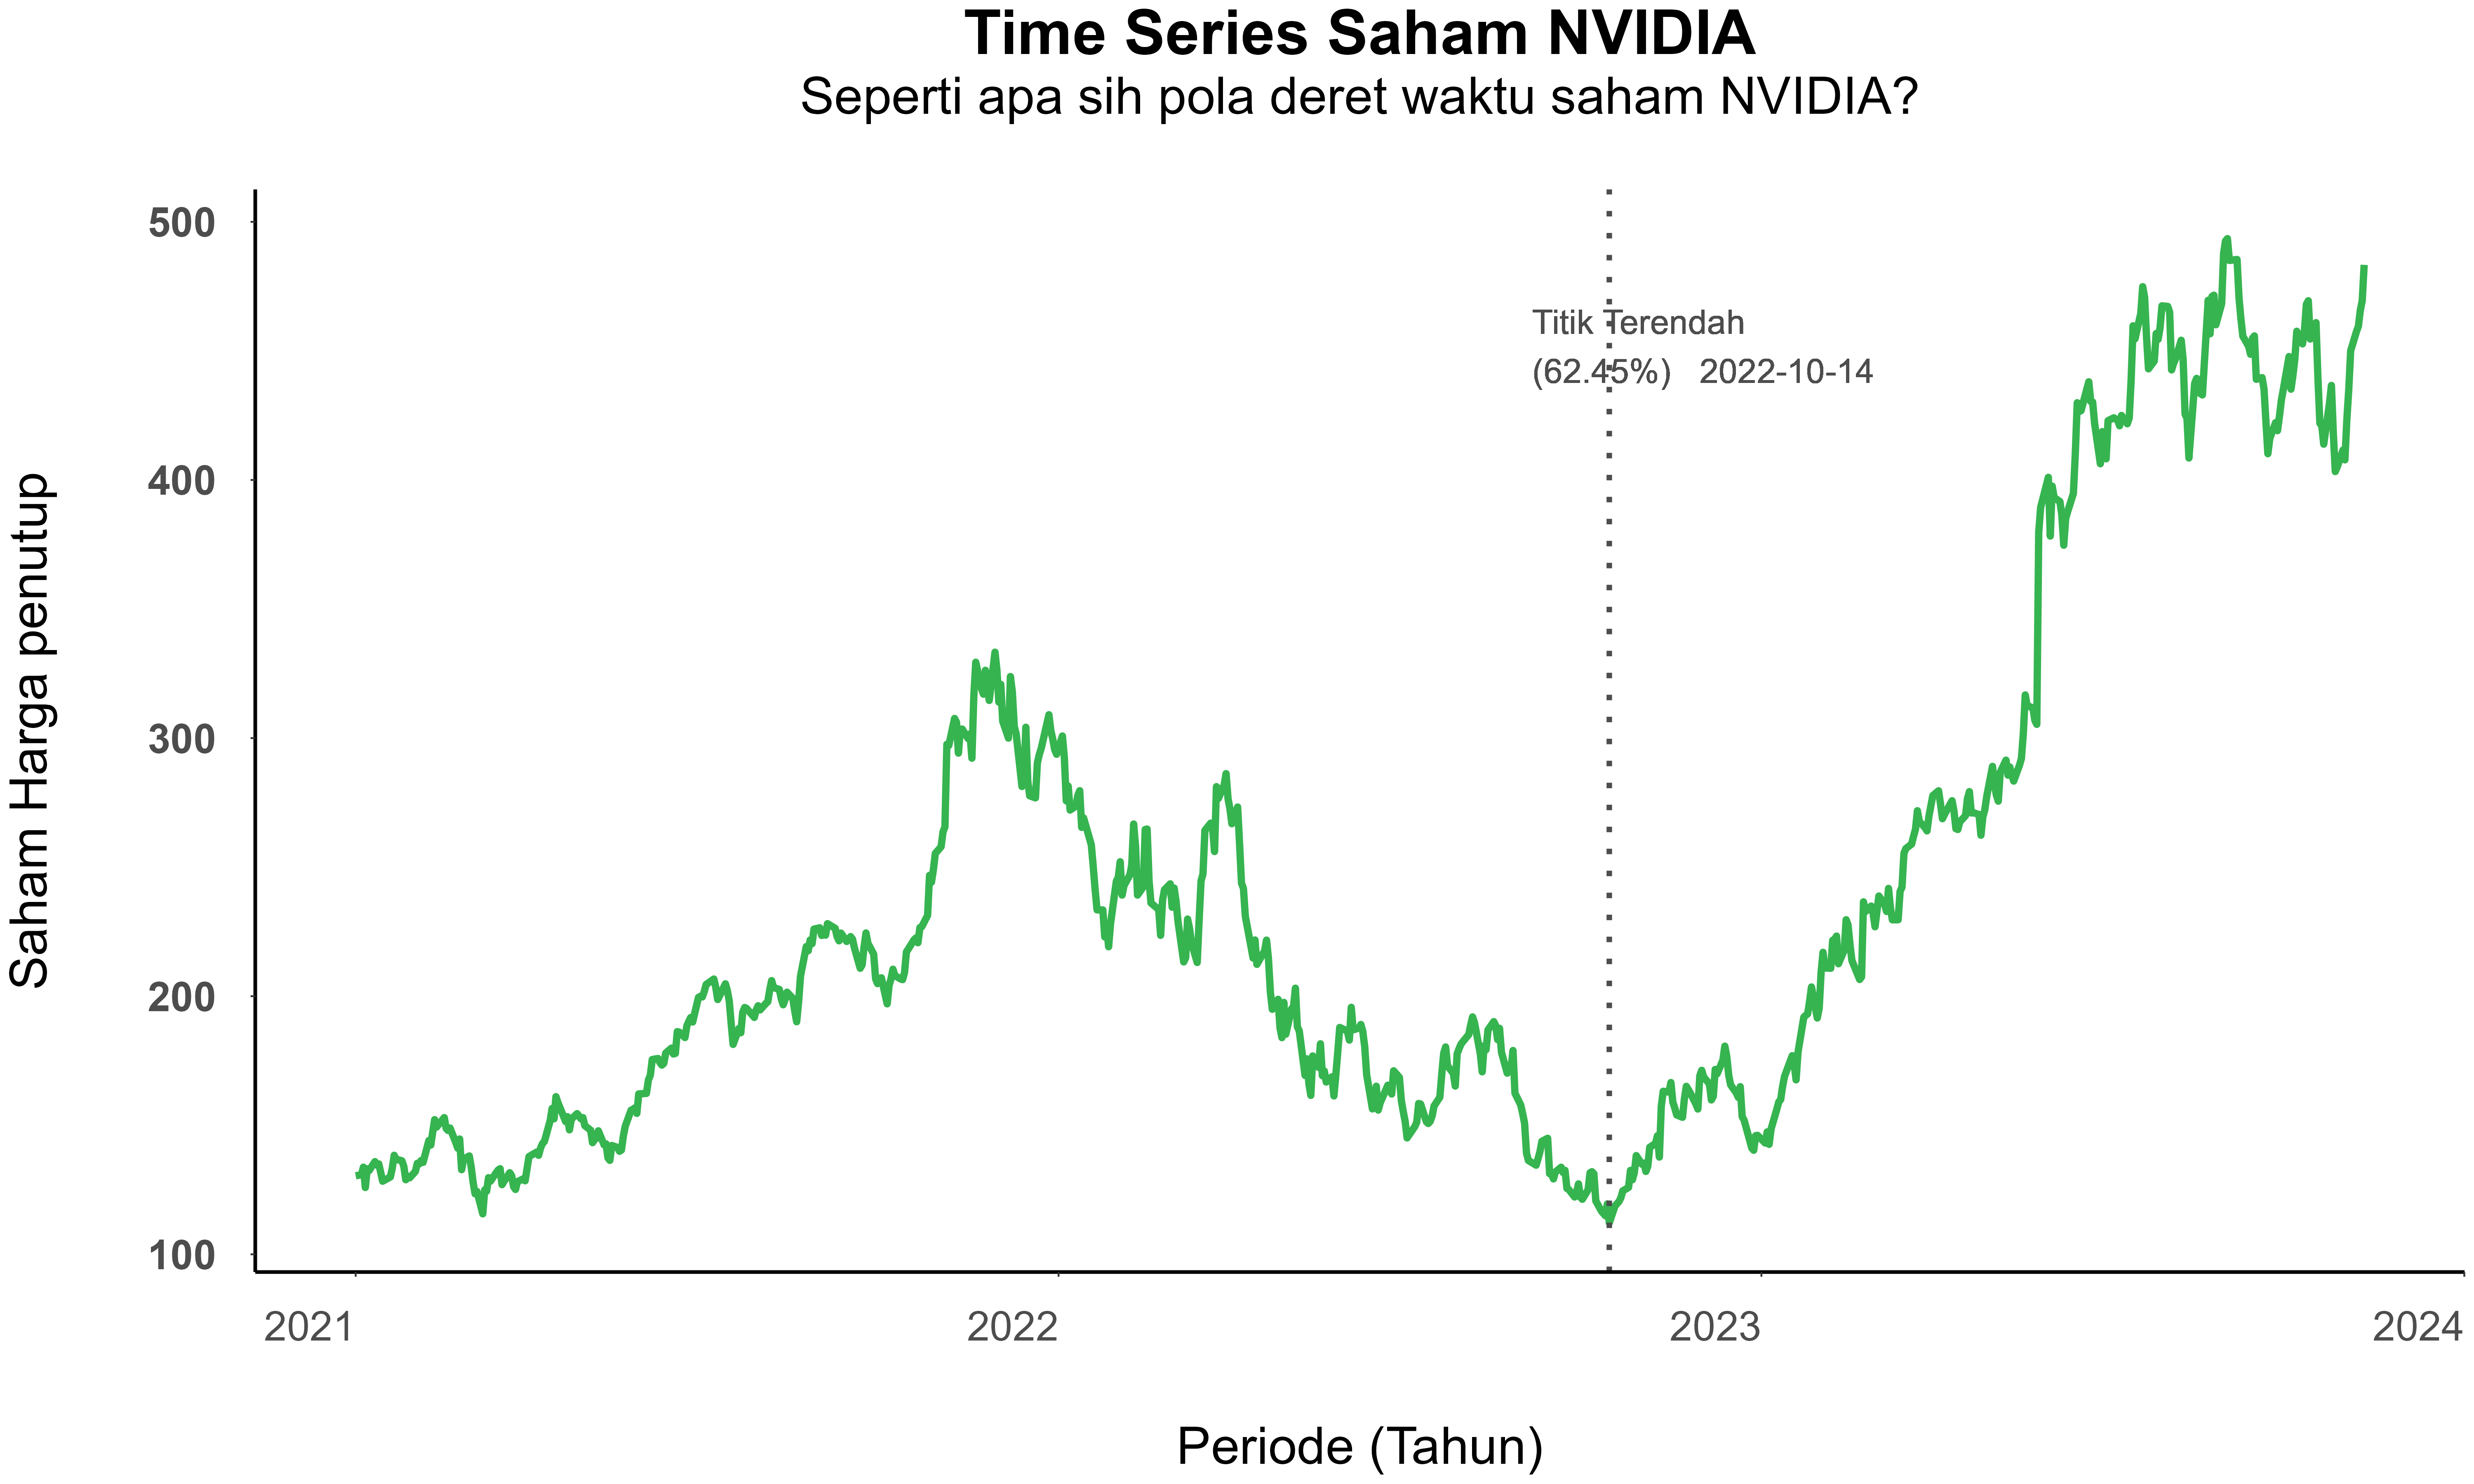 Time Series Saham NVIDIA
Seperti apa sih pola deret waktu saham NVIDIA?
500
400
300
200
100
Saham Harga penutup
Titik Terendah
(62.45%) 2022-10-14
2021
2022
2023
2024
Periode (Tahun)